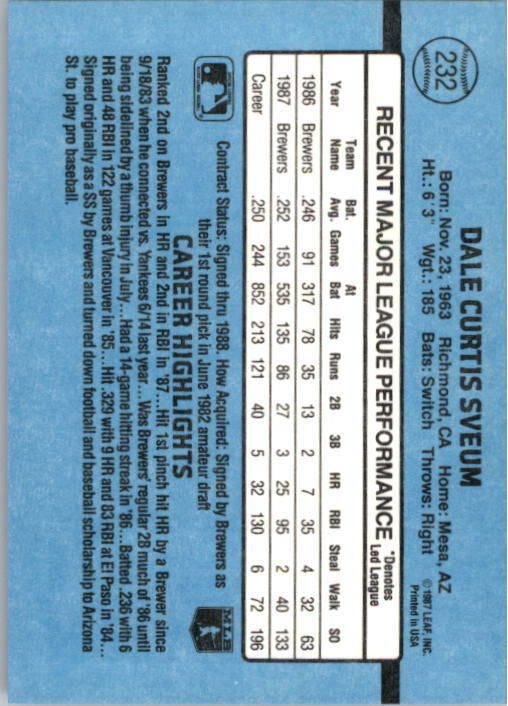 232
DALE CURTIS SVEUM
Born: Nov. 23, 1963 Richmond, CA Home: Mesa, AZ
Ht.: 6' 3" Wgt.: 185 Bats: Switch Throws: Right
© 1987 LEAF, INC.
Printed in USA
RECENT MAJOR LEAGUE PERFORMANCE
*Denotes
Led League
Year Team Name Bat. Avg. Games At Bat Hits Runs 2B 3B HR RBI Steal Walk SO
1986 Brewers .246 91 317 78 35 13 2 7 35 4 32 63
1987 Brewers .252 153 535 135 86 27 3 25 95 2 40 133
Career .250 244 852 213 121 40 5 32 130 6 72 196
Contract Status: Signed thru 1988. How Acquired: Signed by Brewers as
their 1st round pick in June 1982 amateur draft
MLB
CAREER HIGHLIGHTS
Ranked 2nd on Brewers in HR and 2nd in RBI in '87...Hit 1st pinch hit HR by a Brewer since
9/18/83 when he connected vs. Yankees 6/14 last year...Was Brewers' regular 2B much of '86 until
being sidelined by a thumb injury in July...Had a 14-game hitting streak in '86...Batted .236 with 6
HR and 48 RBI in 122 games at Vancouver in '85...Hit .329 with 9 HR and 83 RBI at El Paso in '84...
Signed originally as a SS by Brewers and turned down football and baseball scholarship to Arizona
St. to play pro baseball.